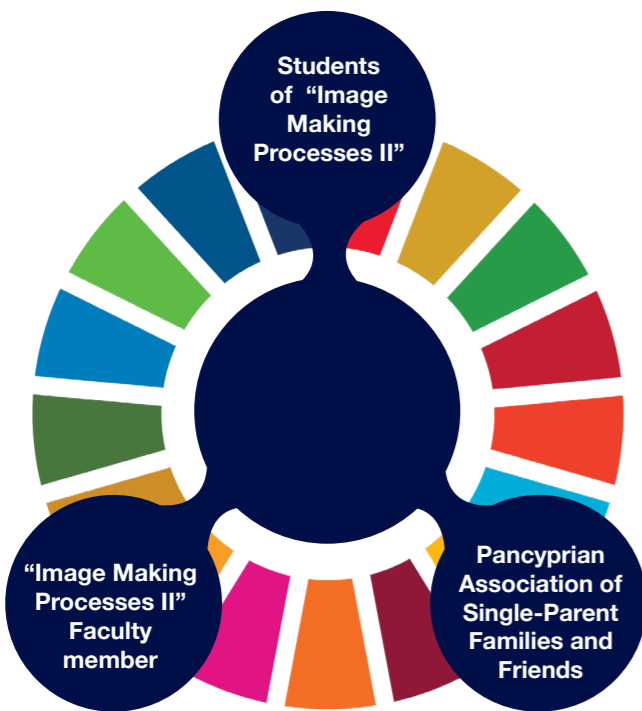 Students
of “Image
Making
Processes II”
“Image Making
Processes II”
Faculty
member
Pancyprian
Association of
Single-Parent
Families and
Friends